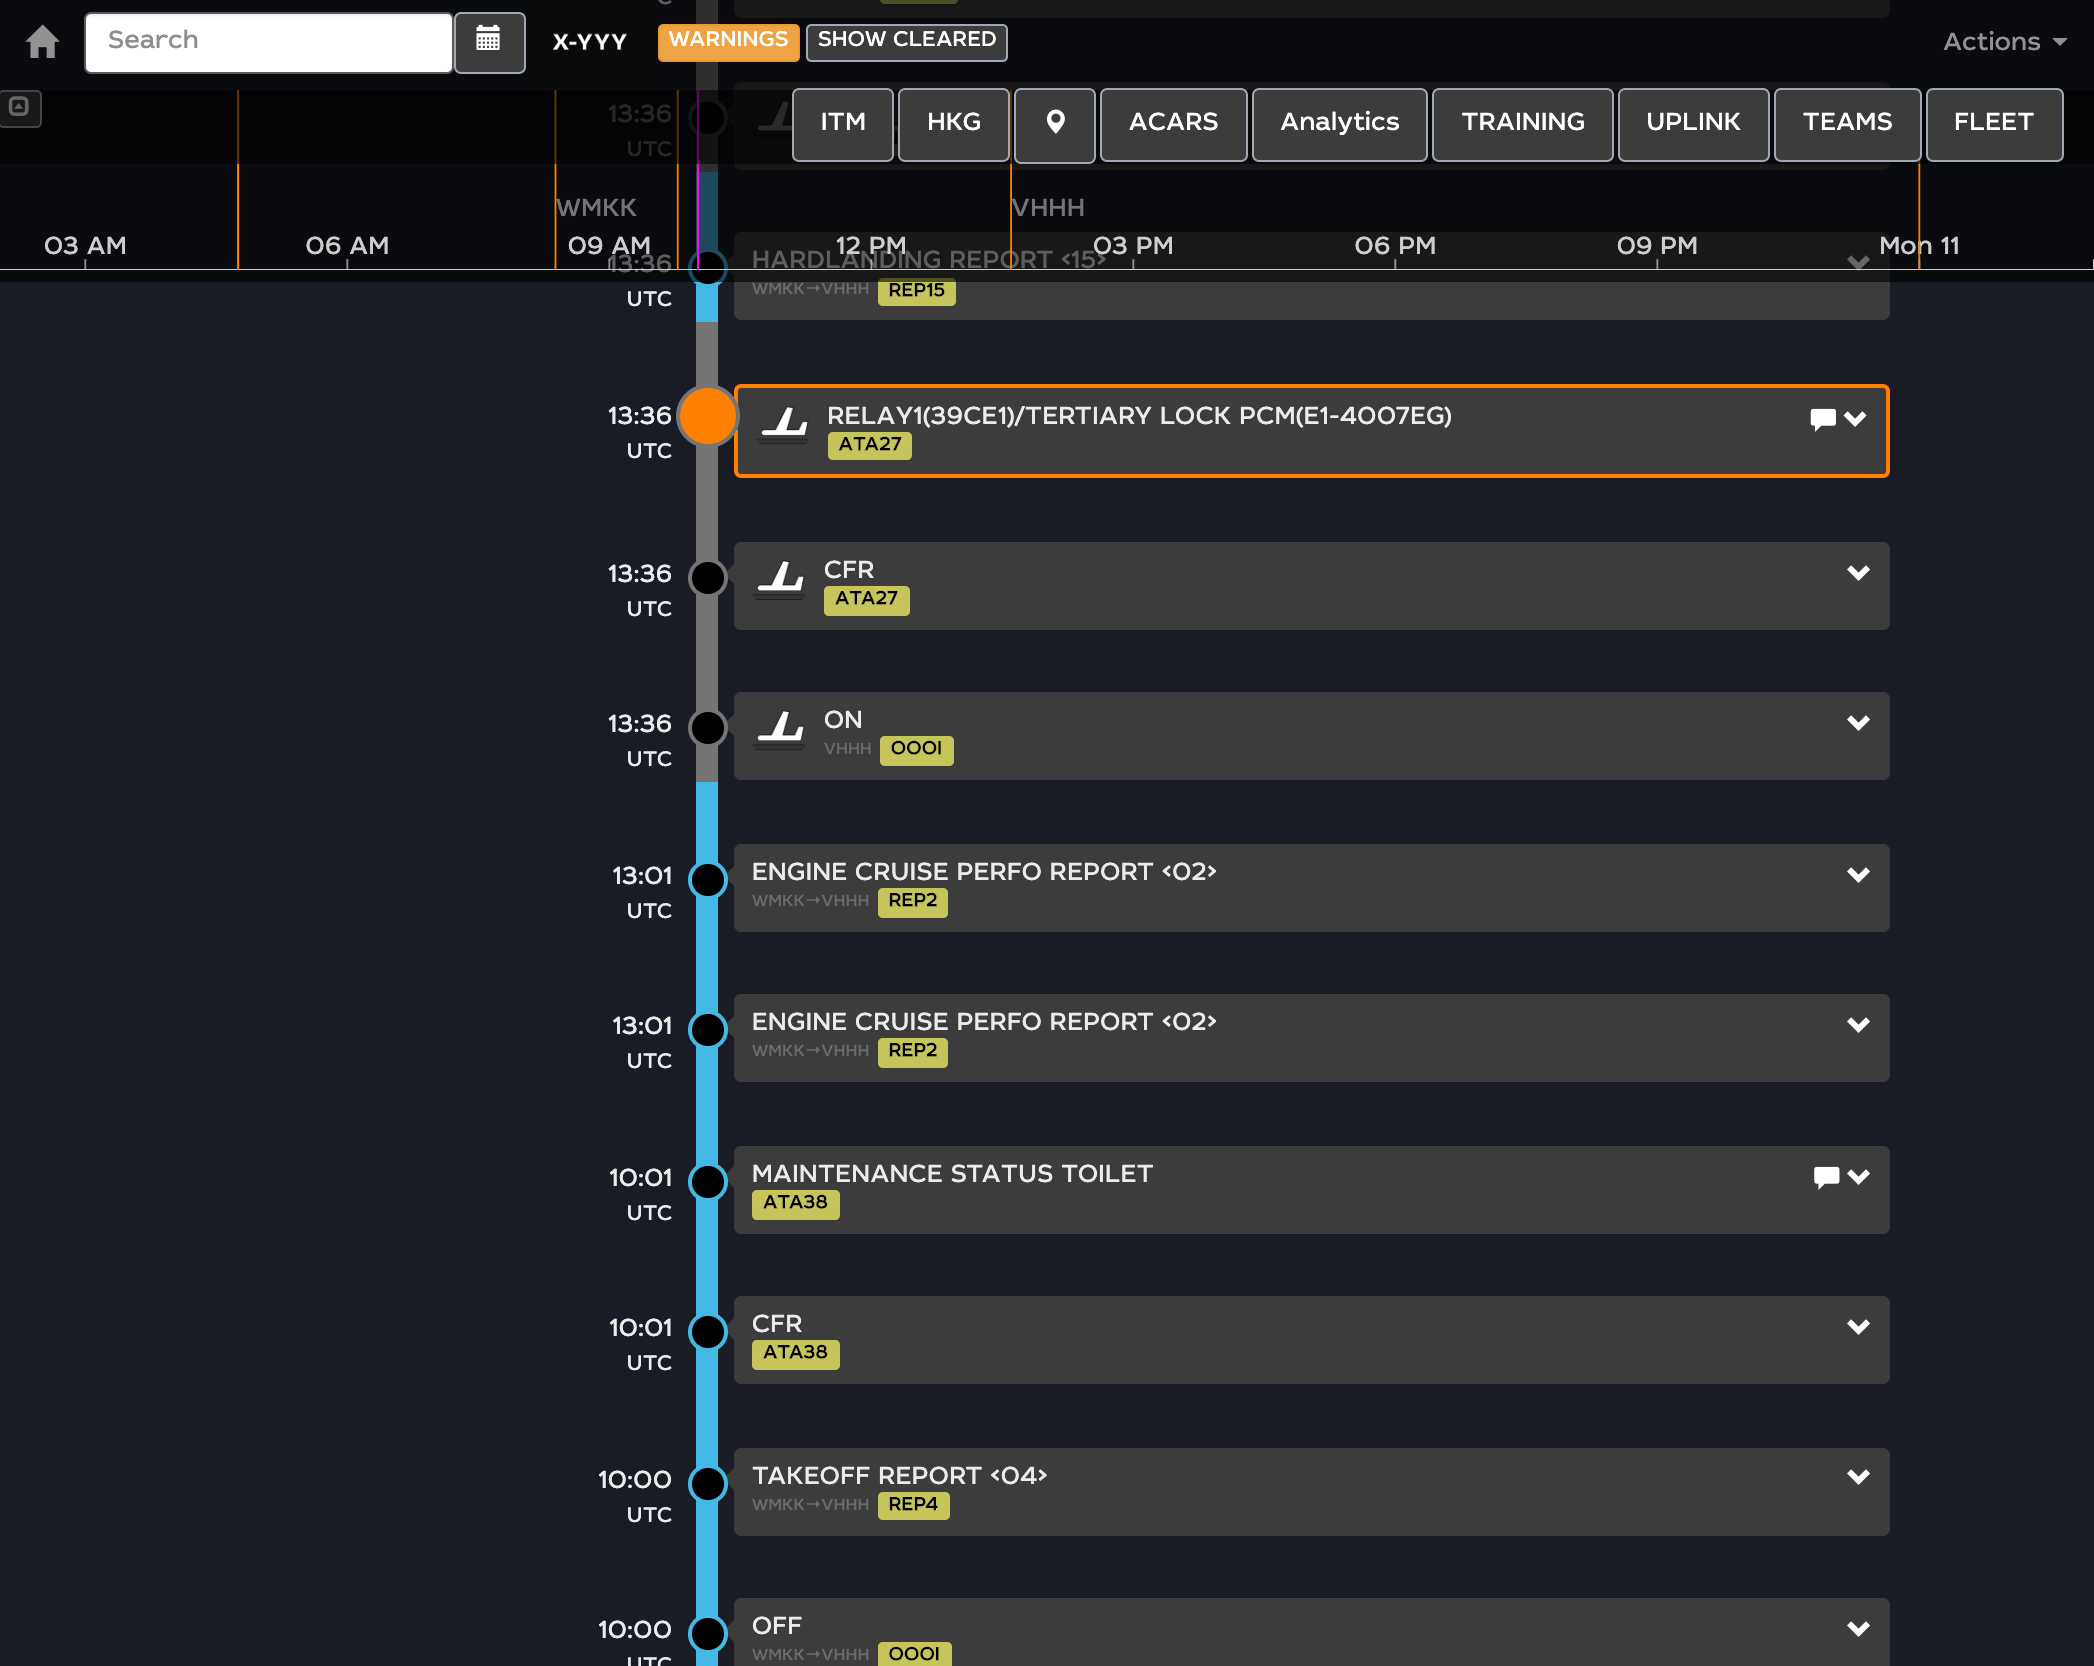 Search
X-YYY
WARNINGS
SHOW CLEARED
Actions
13:36
UTC
ITM
HKG
ACARS
Analytics
TRAINING
UPLINK
TEAMS
FLEET
WMKK
VHHH
03 AM
06 AM
09 AM
12 PM
03 PM
06 PM
09 PM
Mon 11
13:36
UTC
HARDLANDING REPORT <15>
WMKK→VHHH REP15
13:36
UTC
RELAY1(39CE1)/TERTIARY LOCK PCM(E1-4007EG)
ATA27
13:36
UTC
CFR
ATA27
13:36
UTC
ON
VHHH OOOI
13:01
UTC
ENGINE CRUISE PERFO REPORT <02>
WMKK→VHHH REP2
13:01
UTC
ENGINE CRUISE PERFO REPORT <02>
WMKK→VHHH REP2
10:01
UTC
MAINTENANCE STATUS TOILET
ATA38
10:01
UTC
CFR
ATA38
10:00
UTC
TAKEOFF REPORT <04>
WMKK→VHHH REP4
10:00
UTC
OFF
WMKK→VHHH OOOI